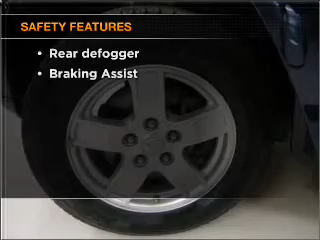 SAFETY FEATURES
• Rear defogger
• Braking Assist